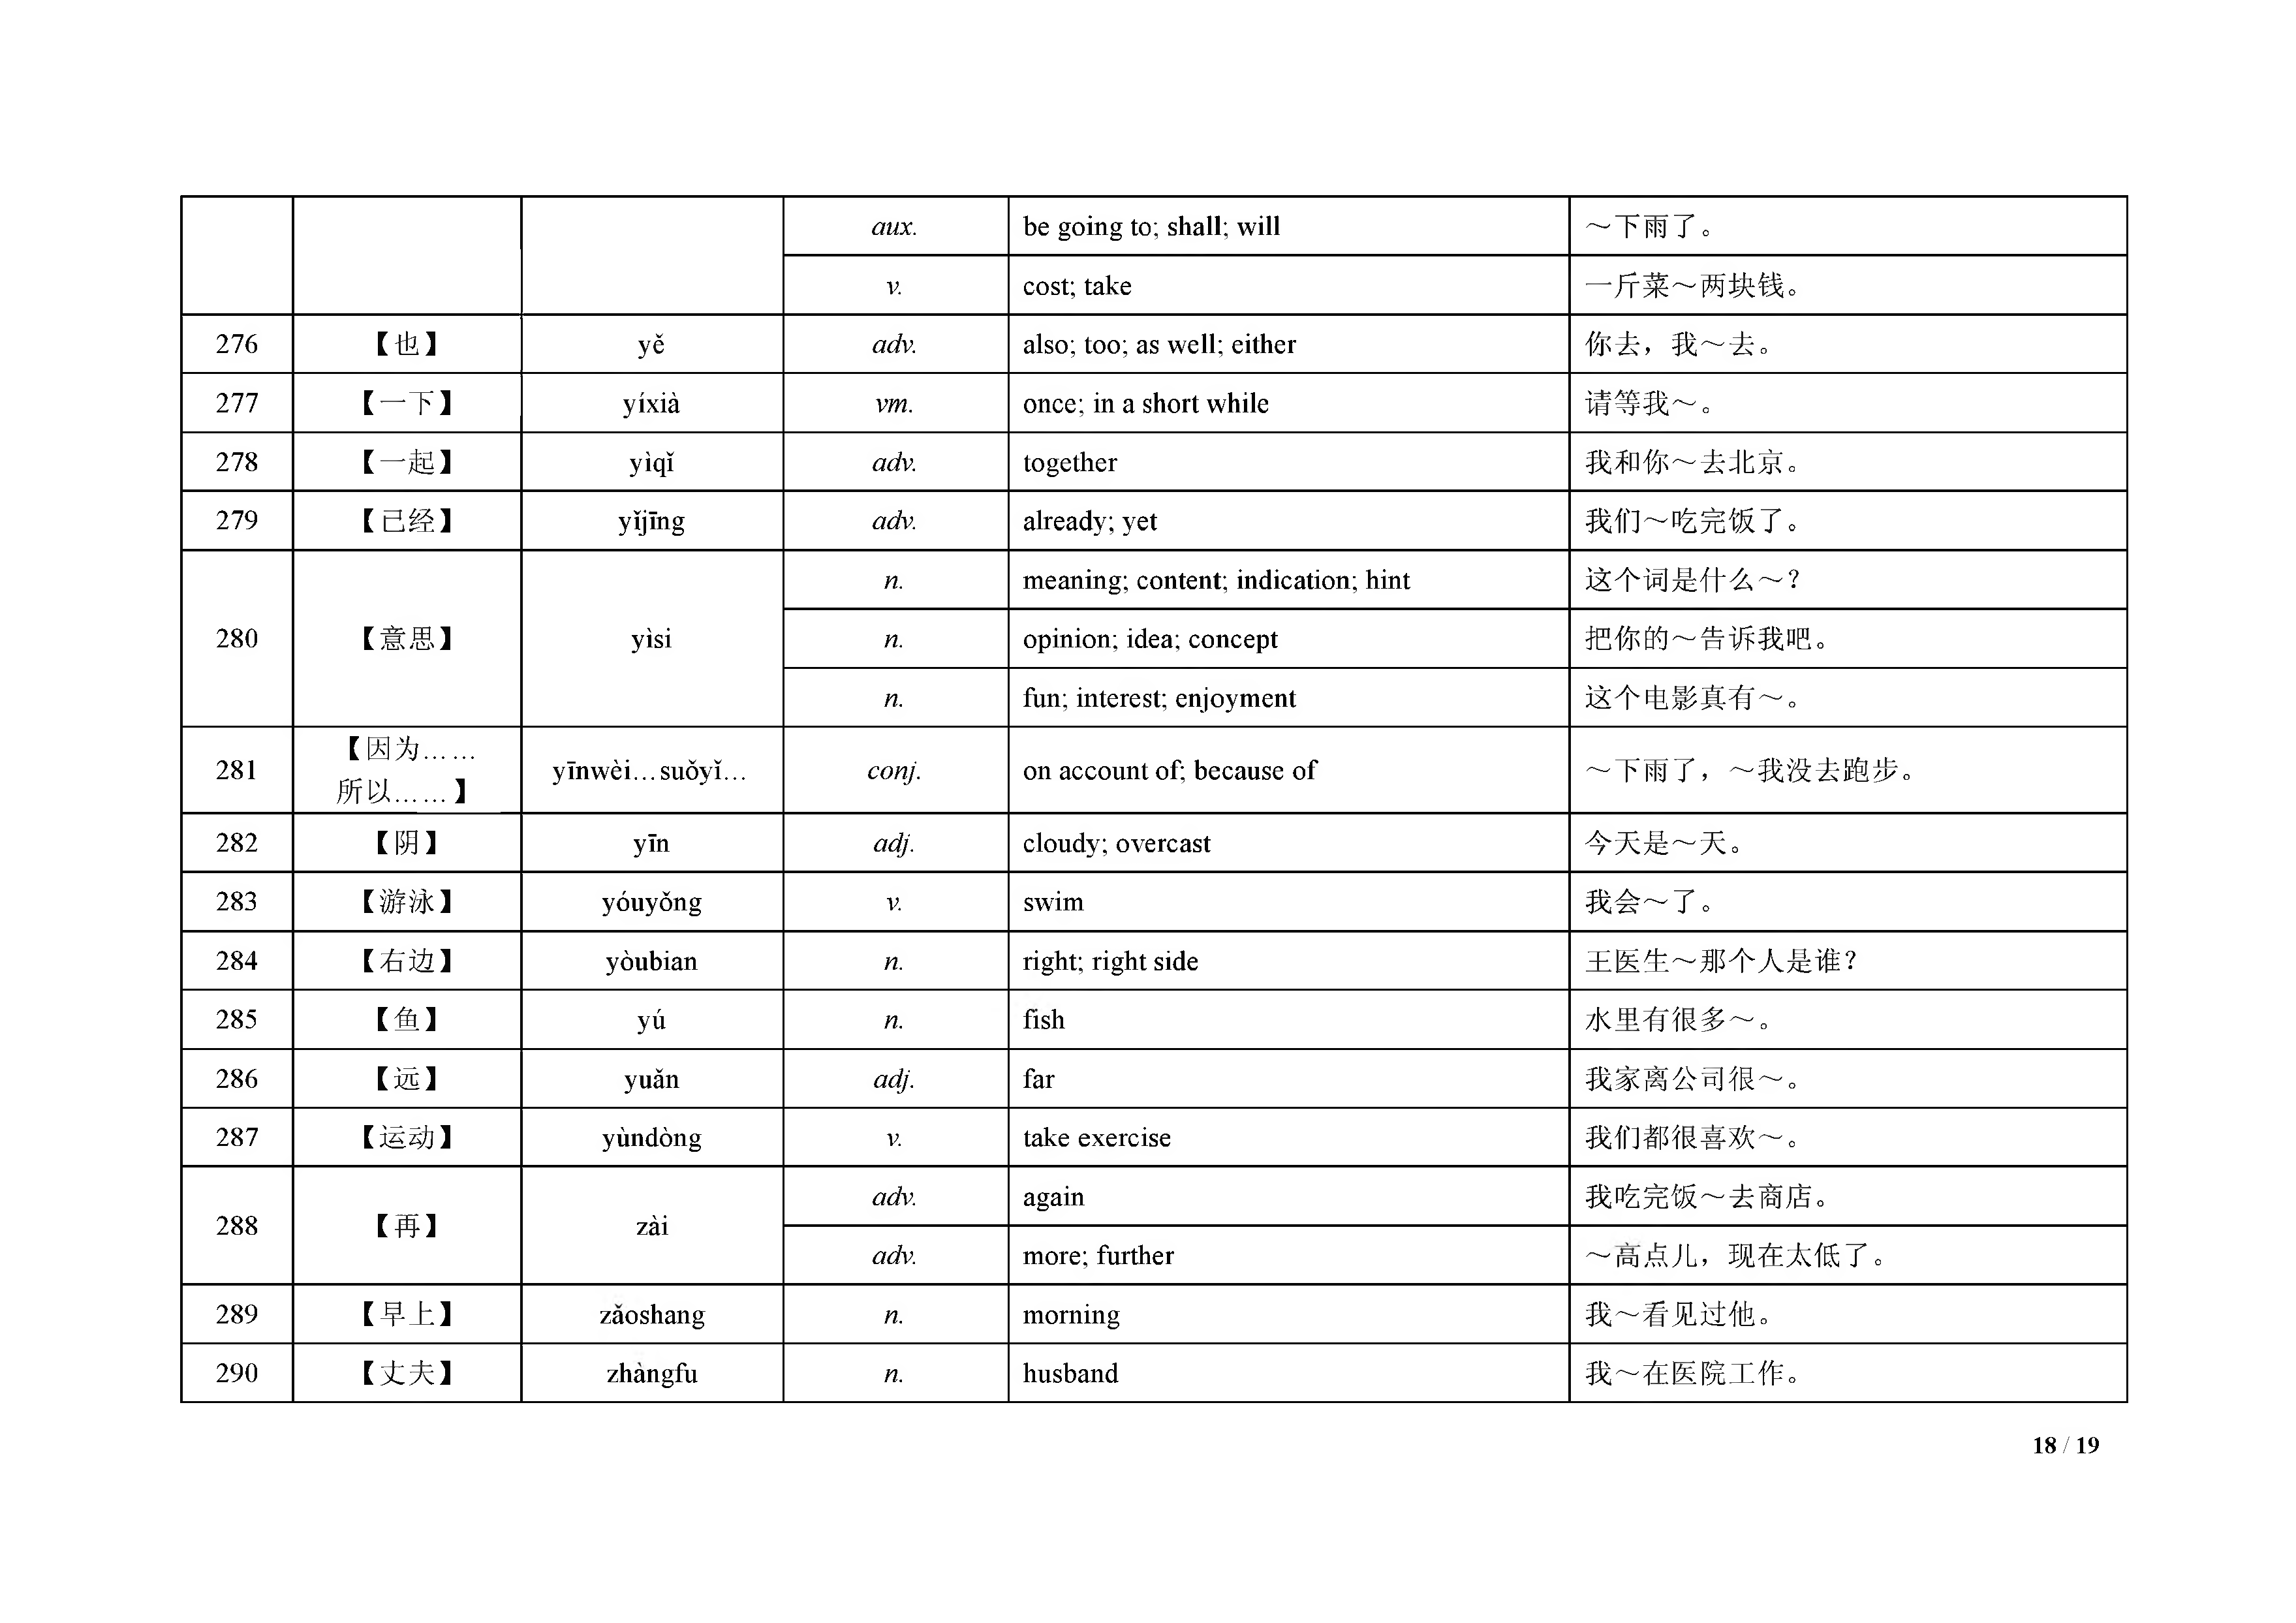 aux. be going to; shall; will ～下雨了。
v. cost; take 一斤菜～两块钱。
276 【也】 yě adv. also; too; as well; either 你去，我～去。
277 【一下】 yíxià vm. once; in a short while 请等我～。
278 【一起】 yìqǐ adv. together 我和你～去北京。
279 【已经】 yǐjīng adv. already; yet 我们～吃完饭了。
280 【意思】 yìsi n. meaning; content; indication; hint 这个词是什么～？
n. opinion; idea; concept 把你的～告诉我吧。
n. fun; interest; enjoyment 这个电影真有～。
281 【因为……
所以……】 yīnwèi…suǒyǐ… conj. on account of; because of ～下雨了，～我没去跑步。
282 【阴】 yīn adj. cloudy; overcast 今天是～天。
283 【游泳】 yóuyǒng v. swim 我会～了。
284 【右边】 yòubian n. right; right side 王医生～那个人是谁？
285 【鱼】 yú n. fish 水里有很多～。
286 【远】 yuǎn adj. far 我家离公司很～。
287 【运动】 yùndòng v. take exercise 我们都很喜欢～。
288 【再】 zài adv. again 我吃完饭～去商店。
adv. more; further ～高点儿，现在太低了。
289 【早上】 zǎoshang n. morning 我～看见过他。
290 【丈夫】 zhàngfu n. husband 我～在医院工作。
18 / 19